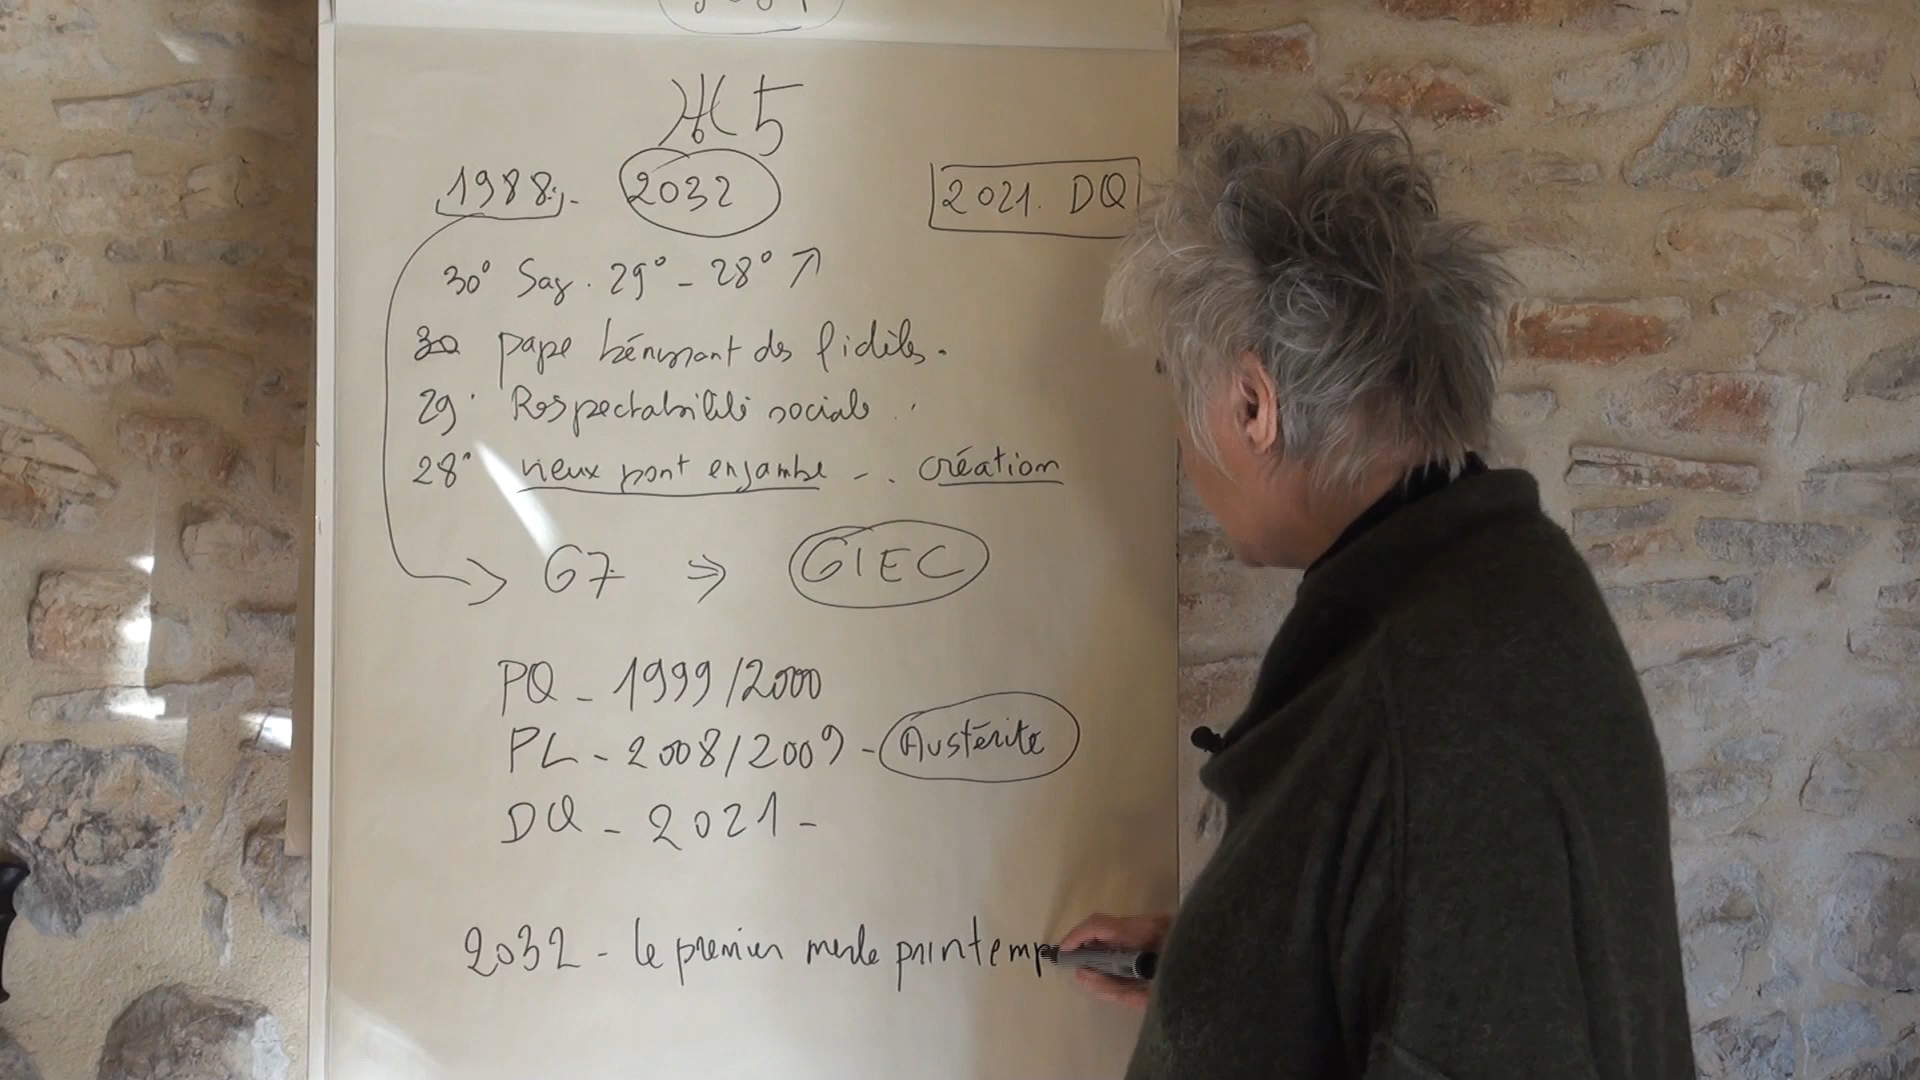 ♅ ♄
1988. - 2032
2021. DQ
30° Sag. 29° - 28° ↗
30 pape bénissant des fidèles.
29° Respectabilité sociale.
28° vieux pont enjambe - . création
→ G7 ⇒ GIEC
PQ - 1999/2000
PL - 2008/2009 - Austérité
DQ - 2021 -
2032 - le premier merle printemp